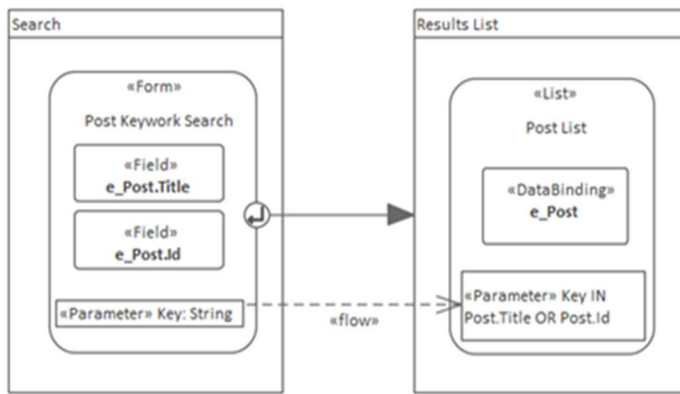 Search
«Form»
Post Keywork Search
«Field»
e_Post.Title
«Field»
e_Post.Id
«Parameter» Key: String
«flow»
Results List
«List»
Post List
«DataBinding»
e_Post
«Parameter» Key IN
Post.Title OR Post.Id